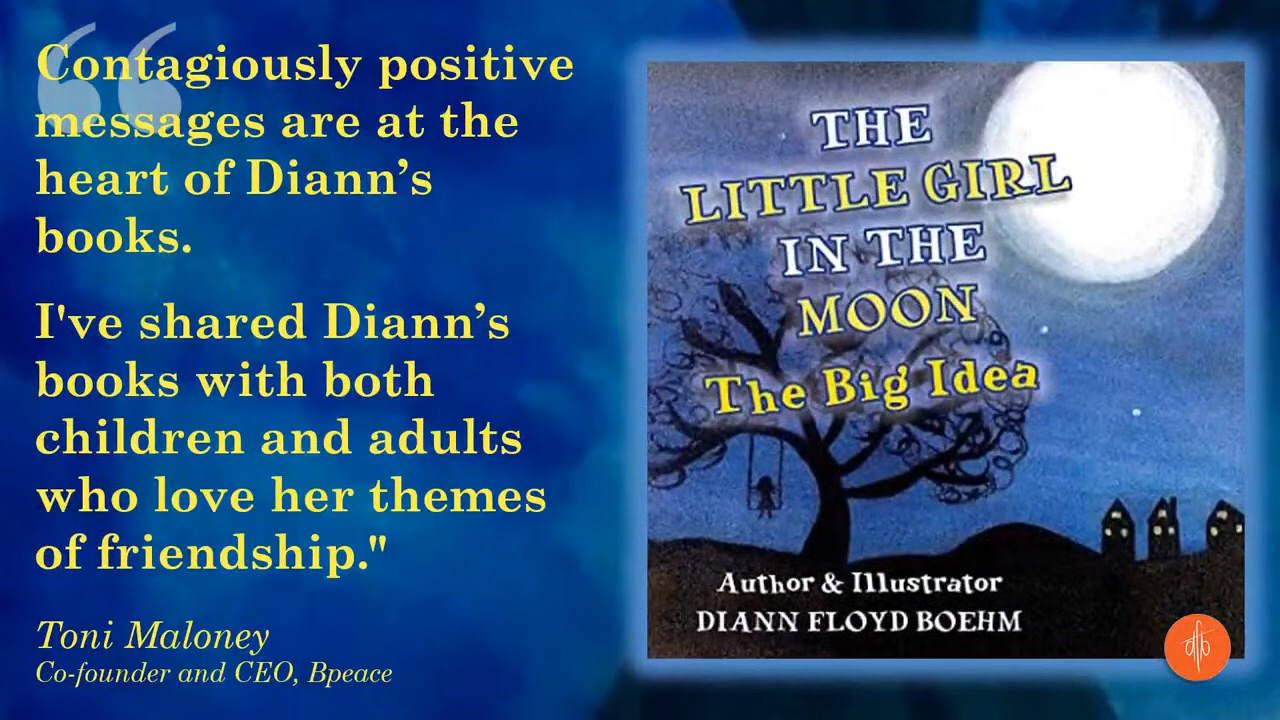 “
Contagiously positive
messages are at the
heart of Diann’s
books.
I've shared Diann’s
books with both
children and adults
who love her themes
of friendship."
Toni Maloney
Co-founder and CEO, Bpeace
THE
LITTLE GIRL
IN THE
MOON
The Big Idea
Author & Illustrator
DIANN FLOYD BOEHM
dfb